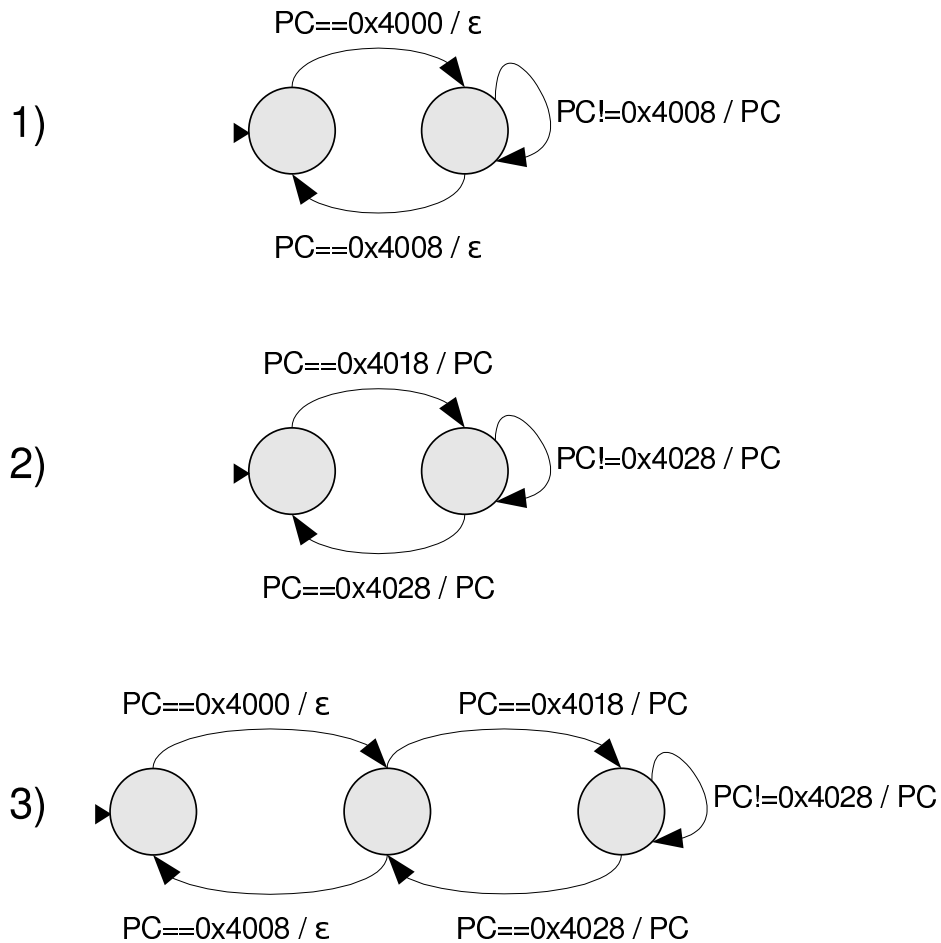 PC==0x4000 / ε
1)
PC!=0x4008 / PC
PC==0x4008 / ε
PC==0x4018 / PC
2)
PC!=0x4028 / PC
PC==0x4028 / PC
PC==0x4000 / ε
PC==0x4018 / PC
3)
PC!=0x4028 / PC
PC==0x4008 / ε
PC==0x4028 / PC